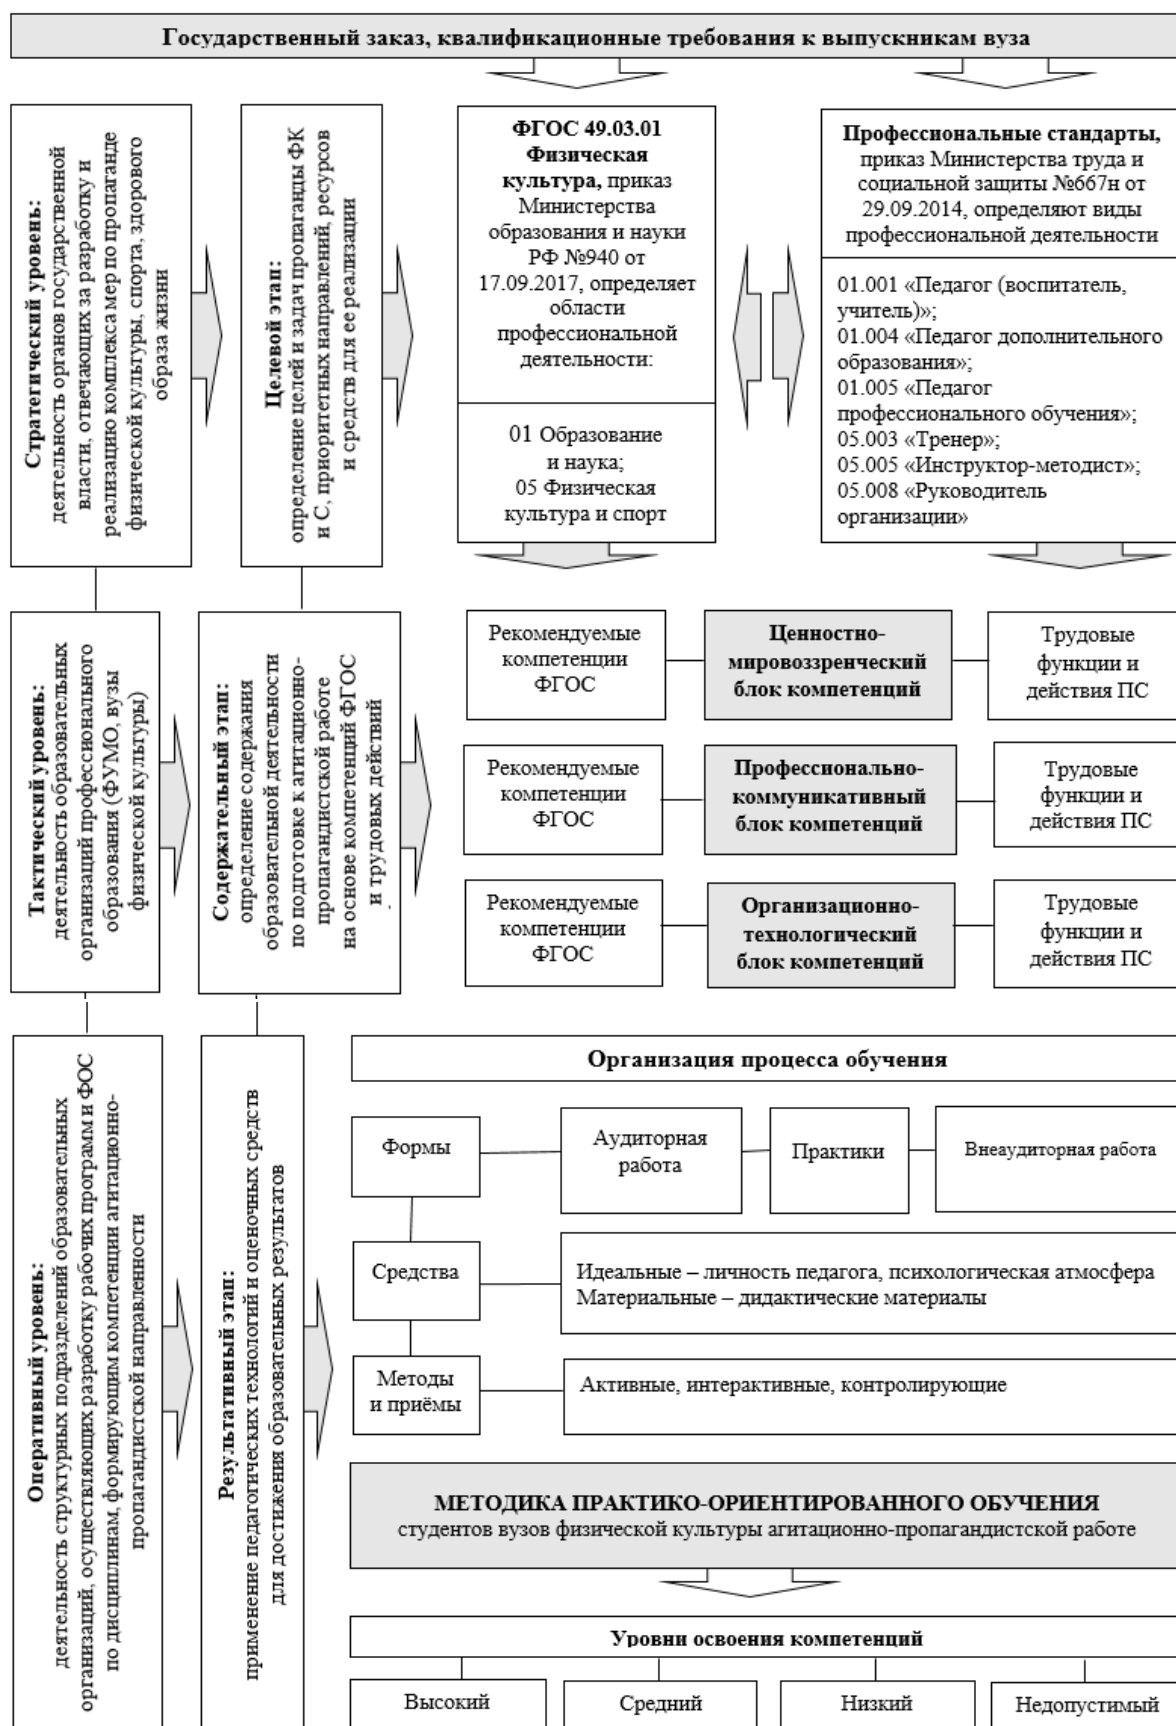 Государственный заказ, квалификационные требования к выпускникам вуза
Стратегический уровень:
деятельность органов государственной
власти, отвечающих за разработку и
реализацию комплекса мер по пропаганде
физической культуры, спорта, здорового
образа жизни
Целевой этап:
определение целей и задач пропаганды ФК
и С, приоритетных направлений, ресурсов
и средств для ее реализации
ФГОС 49.03.01
Физическая
культура, приказ
Министерства
образования и науки
РФ №940 от
17.09.2017, определяет
области
профессиональной
деятельности:
01 Образование
и наука;
05 Физическая
культура и спорт
Профессиональные стандарты,
приказ Министерства труда и
социальной защиты №667н от
29.09.2014, определяют виды
профессиональной деятельности
01.001 «Педагог (воспитатель,
учитель)»;
01.004 «Педагог дополнительного
образования»;
01.005 «Педагог
профессионального обучения»;
05.003 «Тренер»;
05.005 «Инструктор-методист»;
05.008 «Руководитель
организации»
Тактический уровень:
деятельность образовательных
организаций профессионального
образования (ФУМО, вузы
физической культуры)
Содержательный этап:
определение содержания
образовательной деятельности
по подготовке к агитационно-
пропагандистской работе
на основе компетенций ФГОС
и трудовых действий
.
Рекомендуемые
компетенции
ФГОС
Ценностно-
мировоззренческий
блок компетенций
Трудовые
функции и
действия ПС
Рекомендуемые
компетенции
ФГОС
Профессионально-
коммуникативный
блок компетенций
Трудовые
функции и
действия ПС
Рекомендуемые
компетенции
ФГОС
Организационно-
технологический
блок компетенций
Трудовые
функции и
действия ПС
Оперативный уровень:
деятельность структурных подразделений образовательных
организаций, осуществляющих разработку рабочих программ и ФОС
по дисциплинам, формирующим компетенции агитационно-
пропагандистской направленности
Результативный этап:
применение педагогических технологий и оценочных средств
для достижения образовательных результатов
Организация процесса обучения
Формы
Аудиторная
работа
Практики
Внеаудиторная работа
Средства
Идеальные – личность педагога, психологическая атмосфера
Материальные – дидактические материалы
Методы
и приёмы
Активные, интерактивные, контролирующие
МЕТОДИКА ПРАКТИКО-ОРИЕНТИРОВАННОГО ОБУЧЕНИЯ
студентов вузов физической культуры агитационно-пропагандистской работе
Уровни освоения компетенций
Высокий
Средний
Низкий
Недопустимый